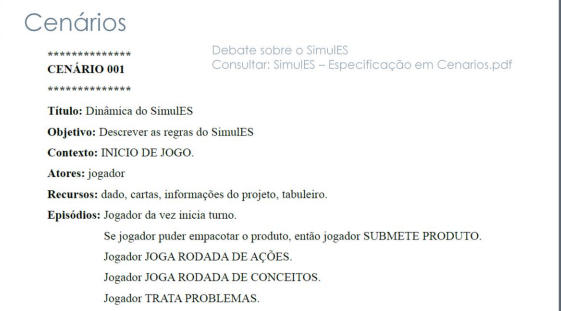 Cenários
Debate sobre o SimulES
Consultar: SimulES – Especificação em Cenarios.pdf
**************
CENÁRIO 001
**************
Título: Dinâmica do SimulES
Objetivo: Descrever as regras do SimulES
Contexto: INICIO DE JOGO.
Atores: jogador
Recursos: dado, cartas, informações do projeto, tabuleiro.
Episódios: Jogador da vez inicia turno.
Se jogador puder empacotar o produto, então jogador SUBMETE PRODUTO.
Jogador JOGA RODADA DE AÇÕES.
Jogador JOGA RODADA DE CONCEITOS.
Jogador TRATA PROBLEMAS.